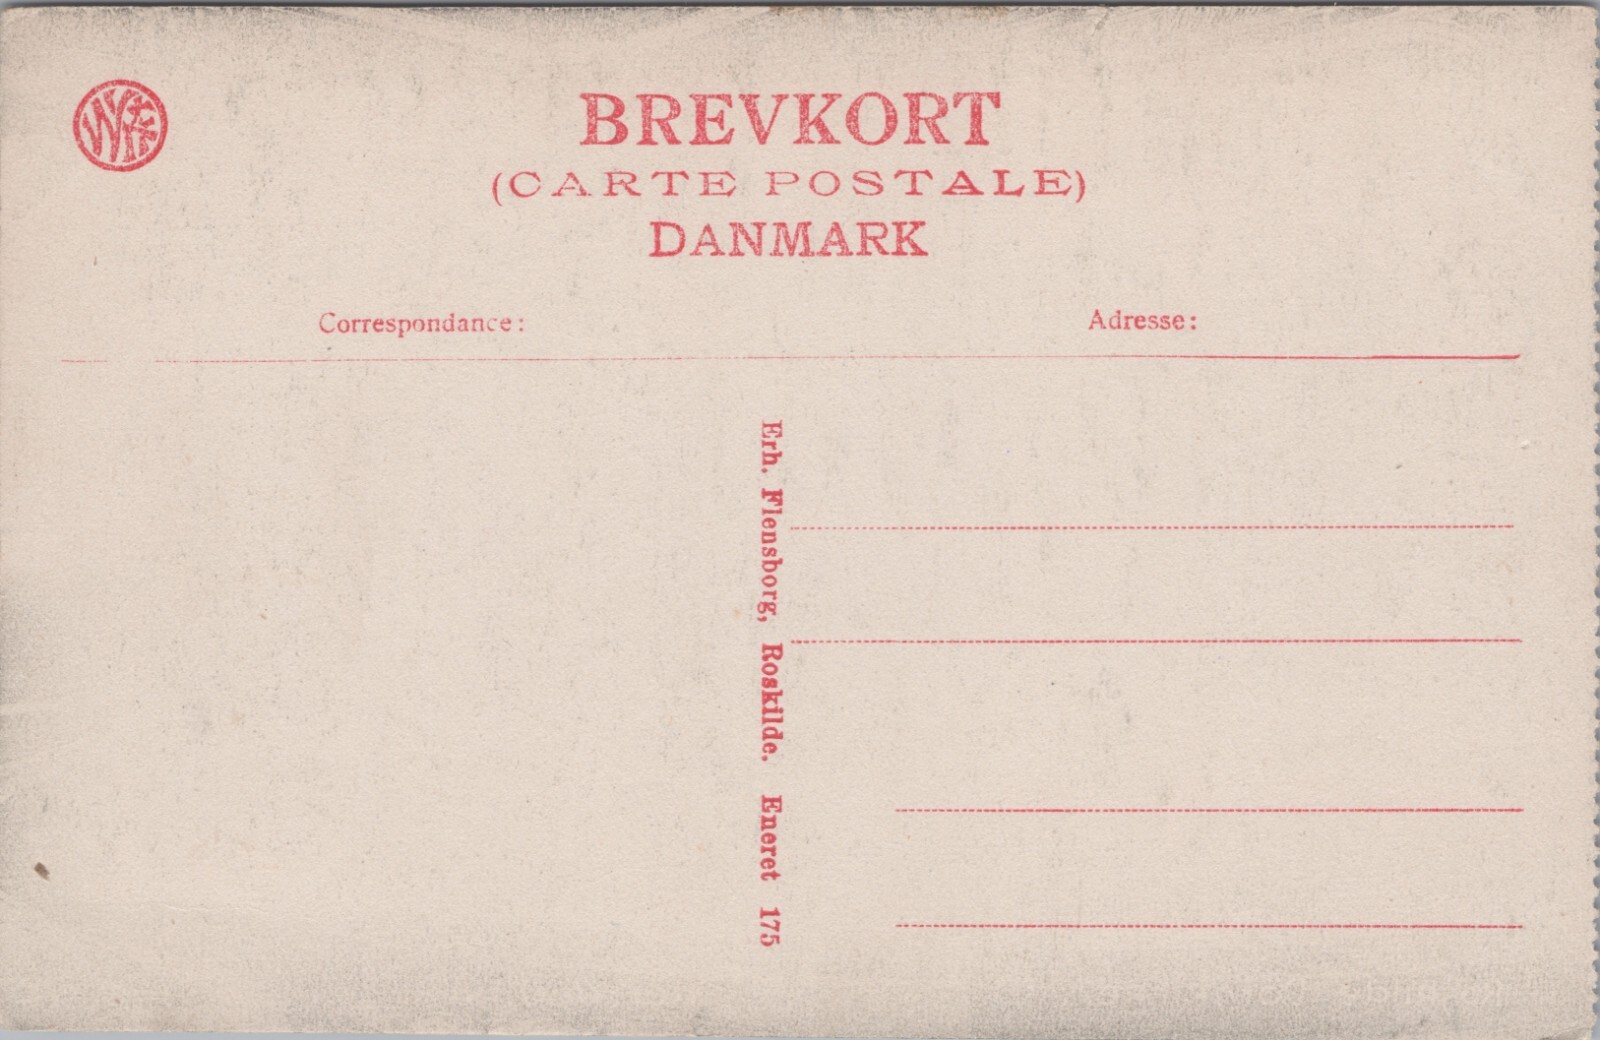 BREVKORT
(CARTE POSTALE)
DANMARK
Correspondance:
Adresse:
Erh. Flensborg, Roskilde. Eneret 175